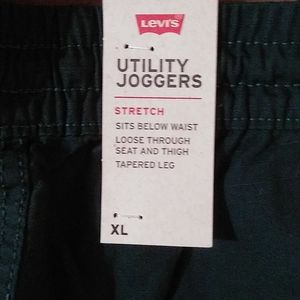 Levi's
UTILITY
JOGGERS
STRETCH
SITS BELOW WAIST
LOOSE THROUGH
SEAT AND THIGH
TAPERED LEG
XL